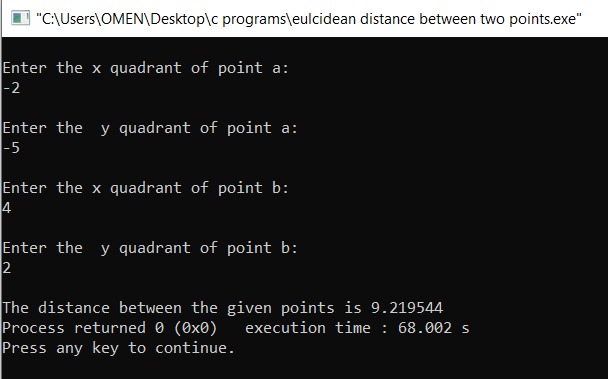 "C:\Users\OMEN\Desktop\c programs\eulcidean distance between two points.exe"
Enter the x quadrant of point a:
-2
Enter the  y quadrant of point a:
-5
Enter the x quadrant of point b:
4
Enter the  y quadrant of point b:
2
The distance between the given points is 9.219544
Process returned 0 (0x0)   execution time : 68.002 s
Press any key to continue.